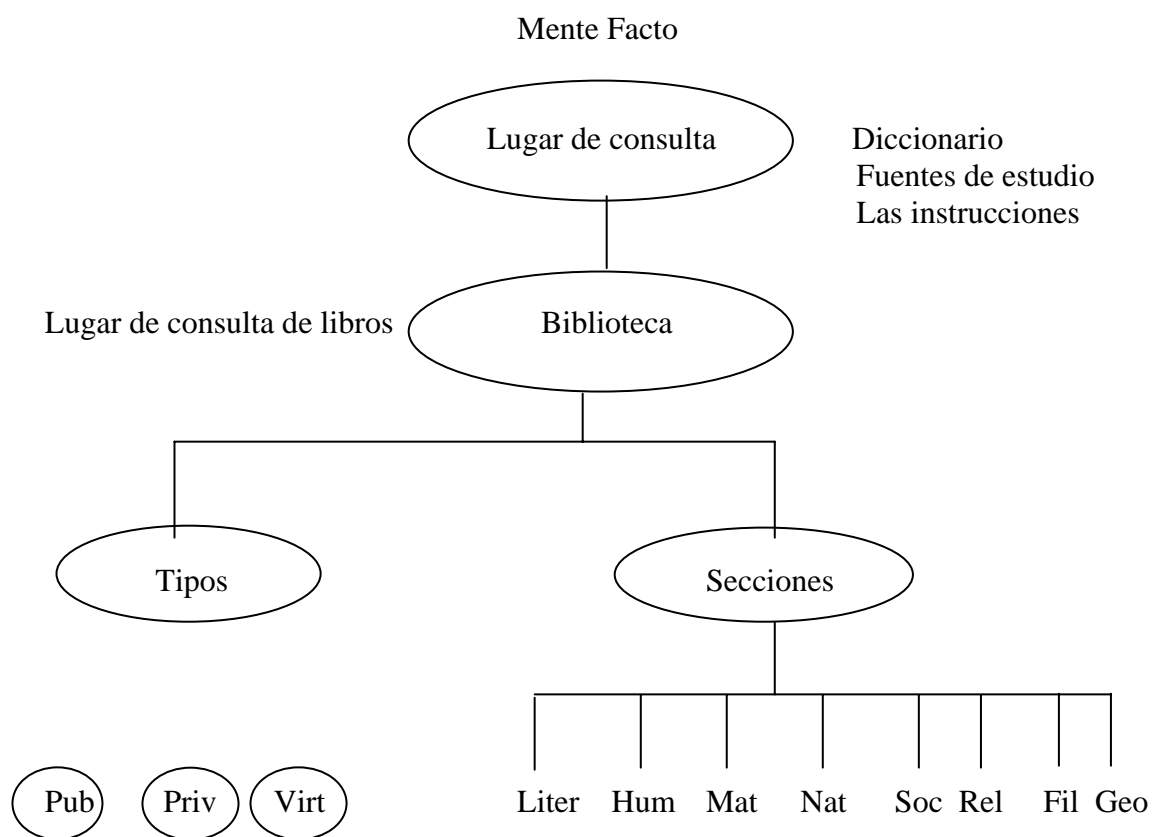 Mente Facto
Lugar de consulta
Diccionario
Fuentes de estudio
Las instrucciones
Lugar de consulta de libros
Biblioteca
Tipos
Secciones
Pub Priv Virt
Liter Hum Mat Nat Soc Rel Fil Geo